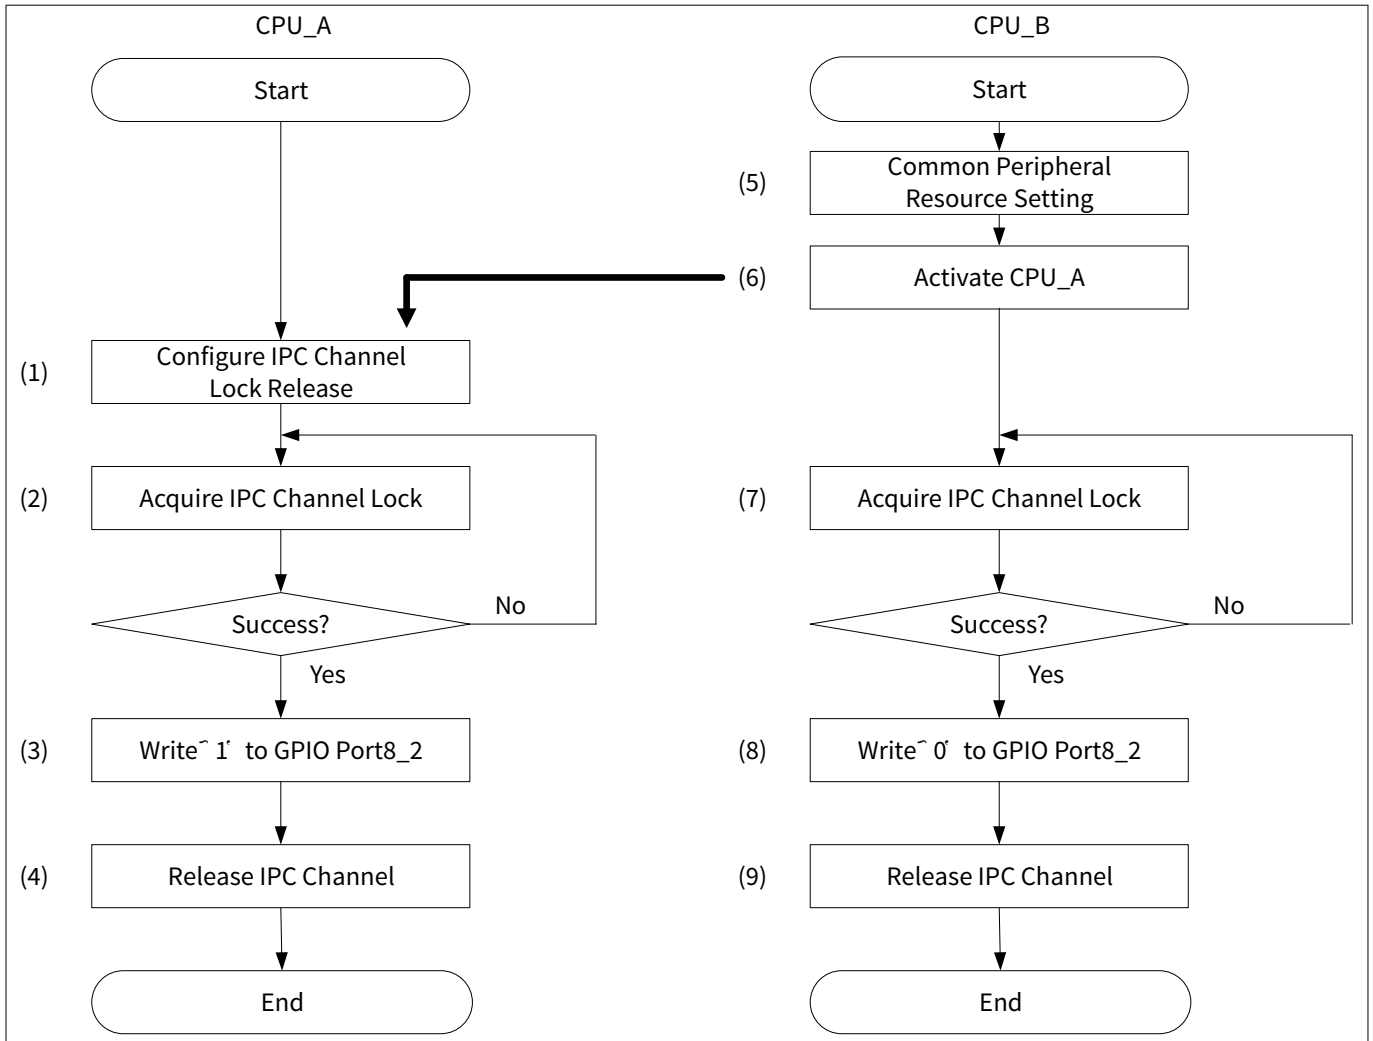 CPU_A
Start
(1)
Configure IPC Channel
Lock Release
(2)
Acquire IPC Channel Lock
Success?
No
Yes
(3)
Write˜ 1‘ to GPIO Port8_2
(4)
Release IPC Channel
End
CPU_B
Start
(5)
Common Peripheral
Resource Setting
(6)
Activate CPU_A
(7)
Acquire IPC Channel Lock
Success?
No
Yes
(8)
Write˜ 0‘ to GPIO Port8_2
(9)
Release IPC Channel
End